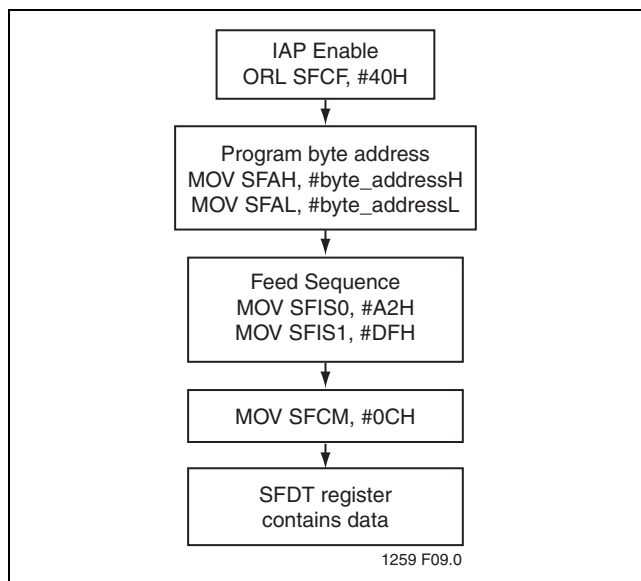 IAP Enable
ORL SFCF, #40H
Program byte address
MOV SFAH, #byte_addressH
MOV SFAL, #byte_addressL
Feed Sequence
MOV SFIS0, #A2H
MOV SFIS1, #DFH
MOV SFCM, #0CH
SFDT register
contains data
1259 F09.0